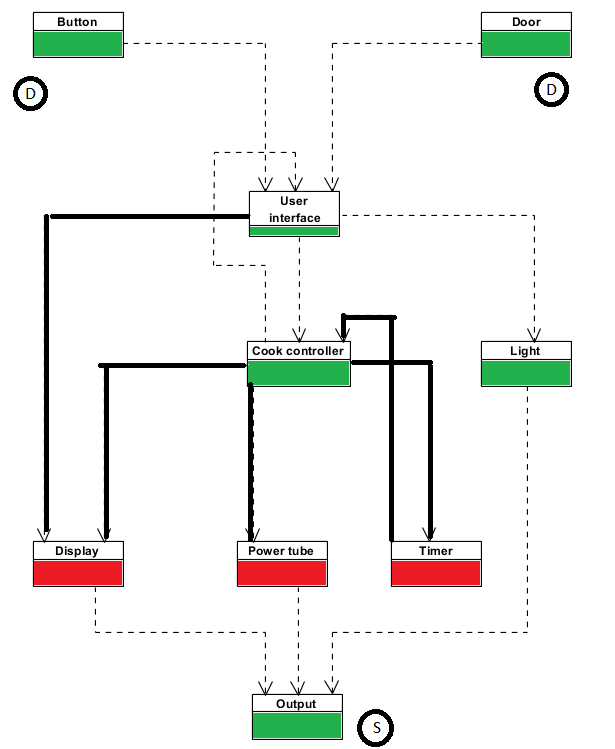 Button
Door
D
D
User
interface
Cook controller
Light
Display
Power tube
Timer
Output
S